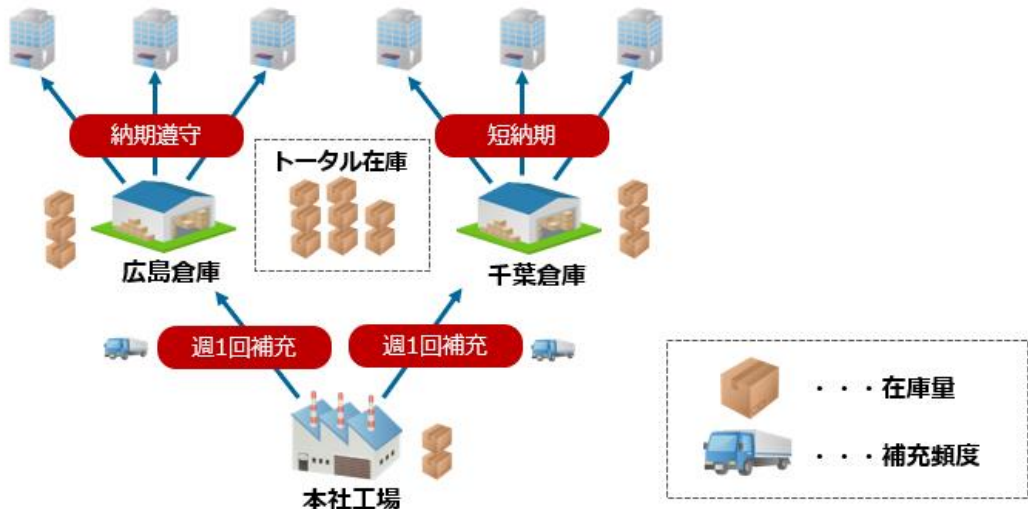 納期遵守
短納期
トータル在庫
広島倉庫
千葉倉庫
週1回補充
週1回補充
本社工場
・・・在庫量
・・・補充頻度